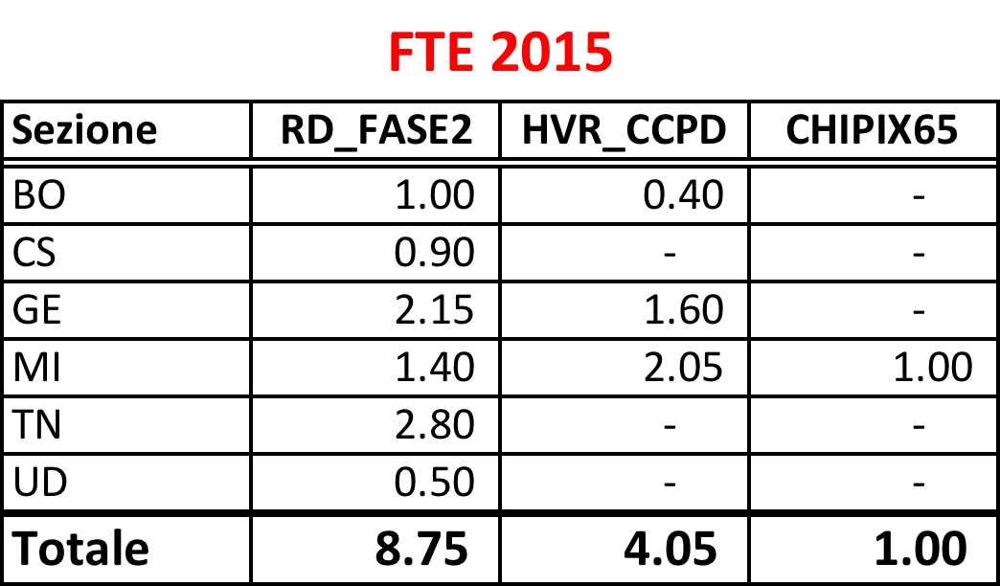 FTE 2015
Sezione RD_FASE2 HVR_CCPD CHIPIX65
BO 1.00 0.40 -
CS 0.90 - -
GE 2.15 1.60 -
MI 1.40 2.05 1.00
TN 2.80 - -
UD 0.50 - -
Totale 8.75 4.05 1.00